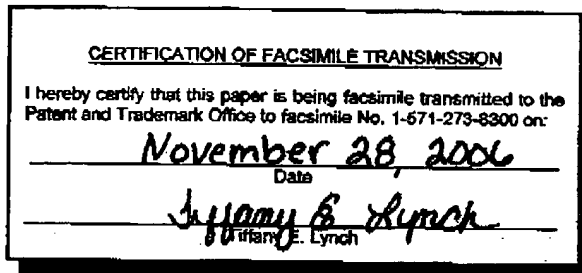 CERTIFICATION OF FACSIMILE TRANSMISSION
I hereby certify that this paper is being facsimile transmitted to the
Patent and Trademark Office to facsimile No. 1-571-273-8300 on:
November 28, 2006
Date
Tiffany E Lynch
Tiffany E. Lynch